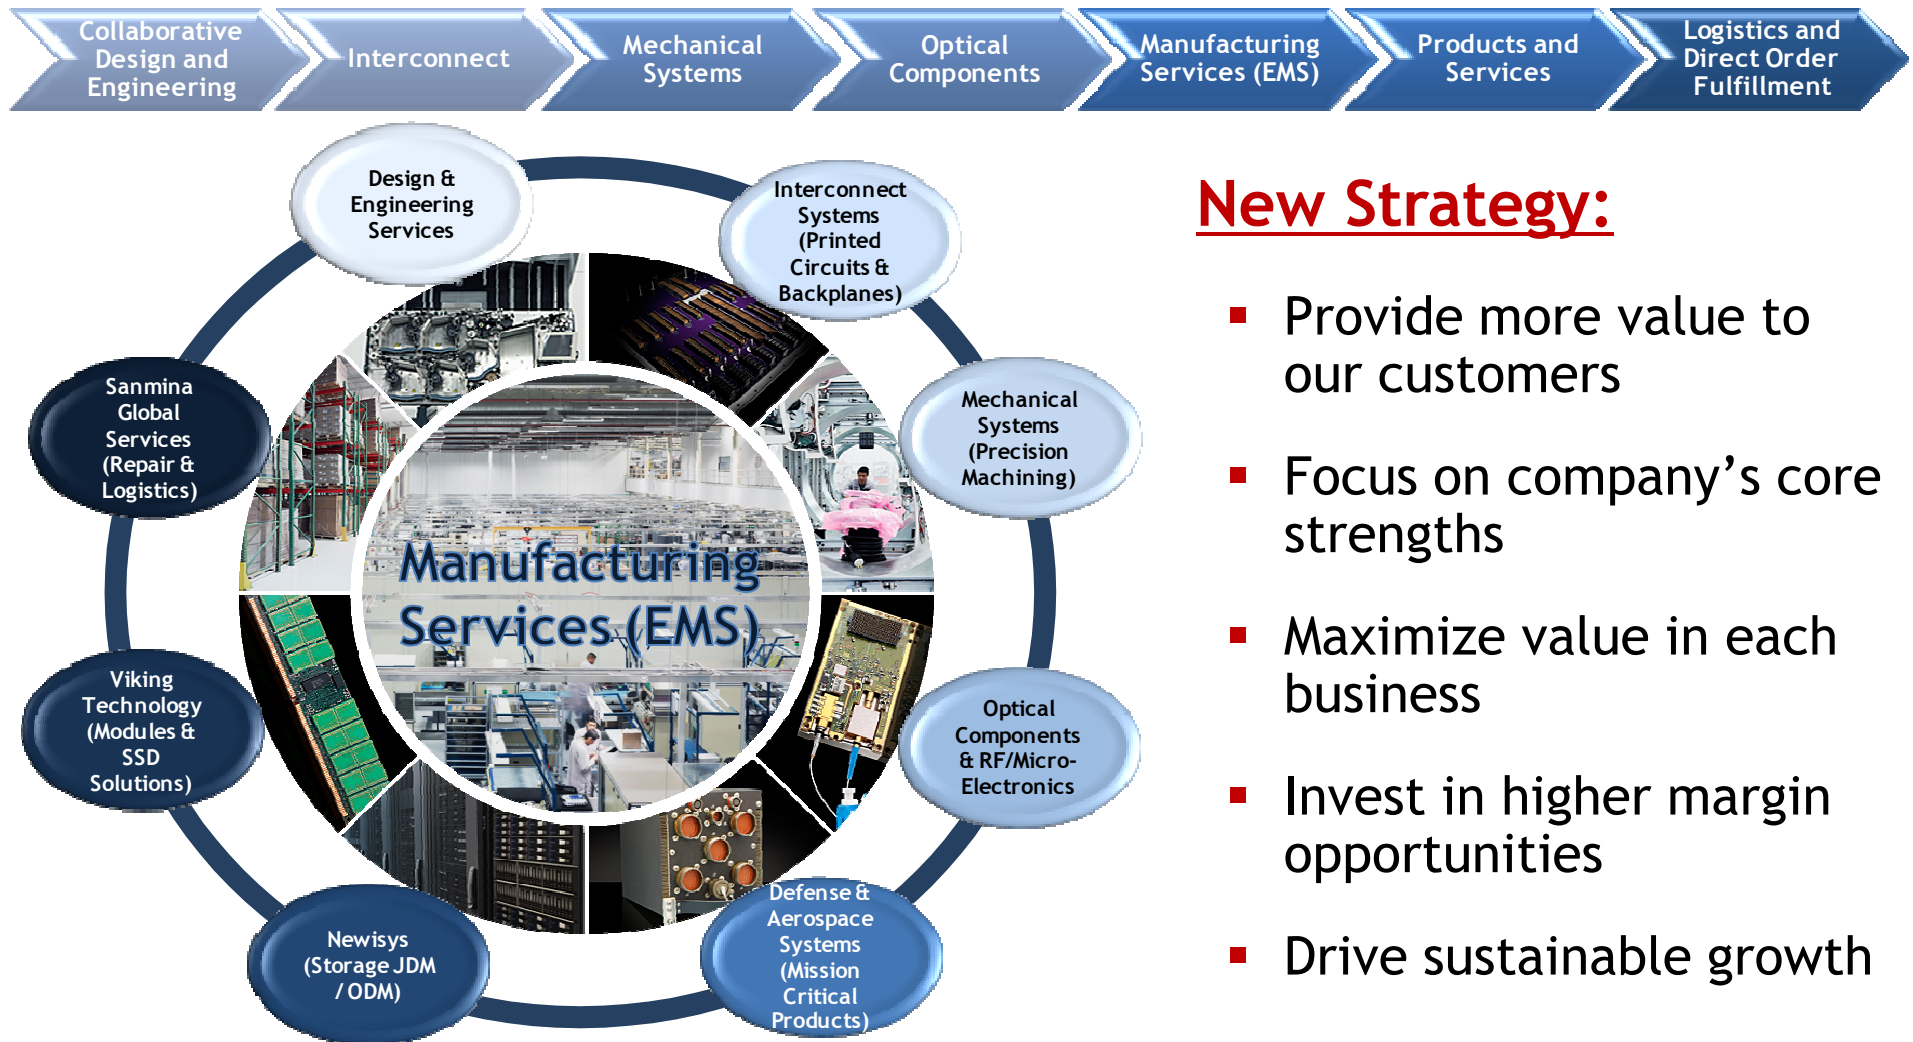 Collaborative
Design and
Engineering
Interconnect
Mechanical
Systems
Optical
Components
Manufacturing
Services (EMS)
Products and
Services
Logistics and
Direct Order
Fulfillment
Design &
Engineering
Services
Interconnect
Systems
(Printed
Circuits &
Backplanes)
Mechanical
Systems
(Precision
Machining)
Optical
Components
& RF/Micro-
Electronics
Defense &
Aerospace
Systems
(Mission
Critical
Products)
Newisys
(Storage JDM
/ ODM)
Viking
Technology
(Modules &
SSD
Solutions)
Sanmina
Global
Services
(Repair &
Logistics)
Manufacturing
Services (EMS)
New Strategy:
▪ Provide more value to
our customers
▪ Focus on company’s core
strengths
▪ Maximize value in each
business
▪ Invest in higher margin
opportunities
▪ Drive sustainable growth